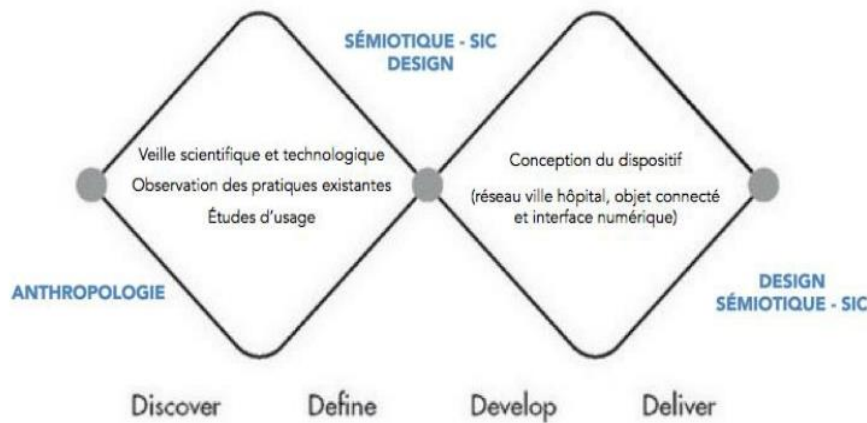 SÉMIOTIQUE - SIC
DESIGN
Veille scientifique et technologique
Observation des pratiques existantes
Études d'usage
Conception du dispositif
(réseau ville hôpital, objet connecté
et interface numérique)
ANTHROPOLOGIE
DESIGN
SÉMIOTIQUE - SIC
Discover
Define
Develop
Deliver